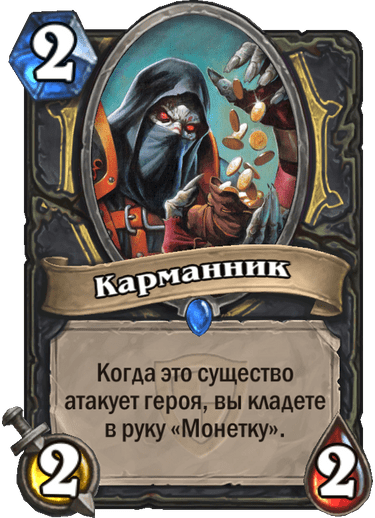 2
Карманник
Когда это существо
атакует героя, вы кладете
в руку «Монетку».
2
2